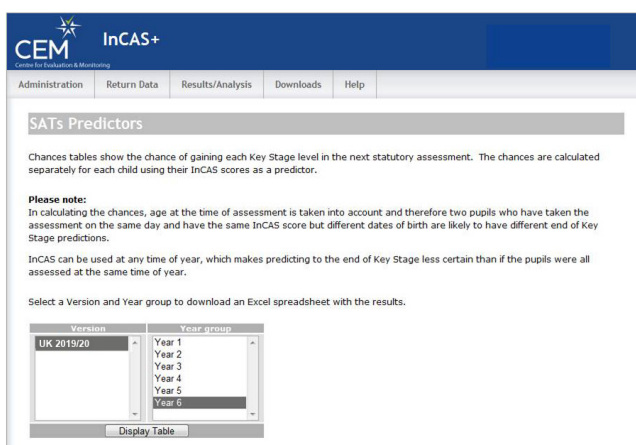 CEM
Centre for Evaluation & Monitoring
InCAS+
Administration Return Data Results/Analysis Downloads Help
SATs Predictors
Chances tables show the chance of gaining each Key Stage level in the next statutory assessment. The chances are calculated
separately for each child using their InCAS scores as a predictor.
Please note:
In calculating the chances, age at the time of assessment is taken into account and therefore two pupils who have taken the
assessment on the same day and have the same InCAS score but different dates of birth are likely to have different end of Key
Stage predictions.
InCAS can be used at any time of year, which makes predicting to the end of Key Stage less certain than if the pupils were all
assessed at the same time of year.
Select a Version and Year group to download an Excel spreadsheet with the results.
Version Year group
UK 2019/20 Year 1
Year 2
Year 3
Year 4
Year 5
Year 6
Display Table